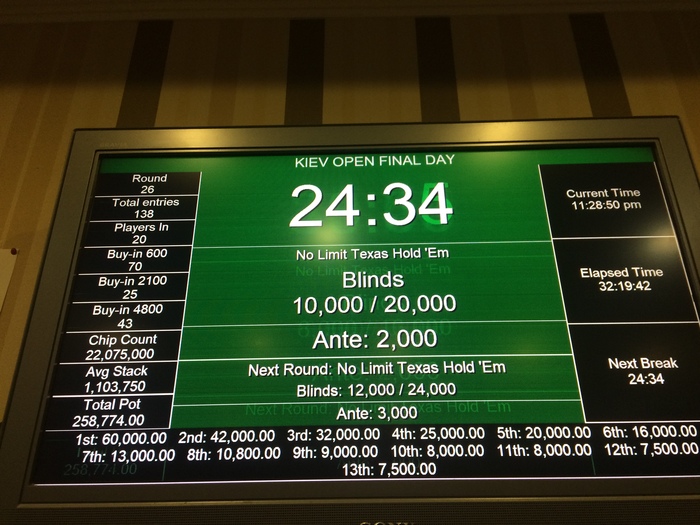 KIEV OPEN FINAL DAY
Round
26
Total entries
138
Players In
20
Buy-in 600
70
Buy-in 2100
25
Buy-in 4800
43
Chip Count
22,075,000
Avg Stack
1,103,750
Total Pot
258,774.00
24:34
No Limit Texas Hold 'Em
Blinds
10,000 / 20,000
Ante: 2,000
Next Round: No Limit Texas Hold 'Em
Blinds: 12,000 / 24,000
Ante: 3,000
Current Time
11:28:50 pm
Elapsed Time
32:19:42
Next Break
24:34
1st: 60,000.00 2nd: 42,000.00 3rd: 32,000.00 4th: 25,000.00 5th: 20,000.00 6th: 16,000.00
7th: 13,000.00 8th: 10,800.00 9th: 9,000.00 10th: 8,000.00 11th: 8,000.00 12th: 7,500.00
13th: 7,500.00
SONY